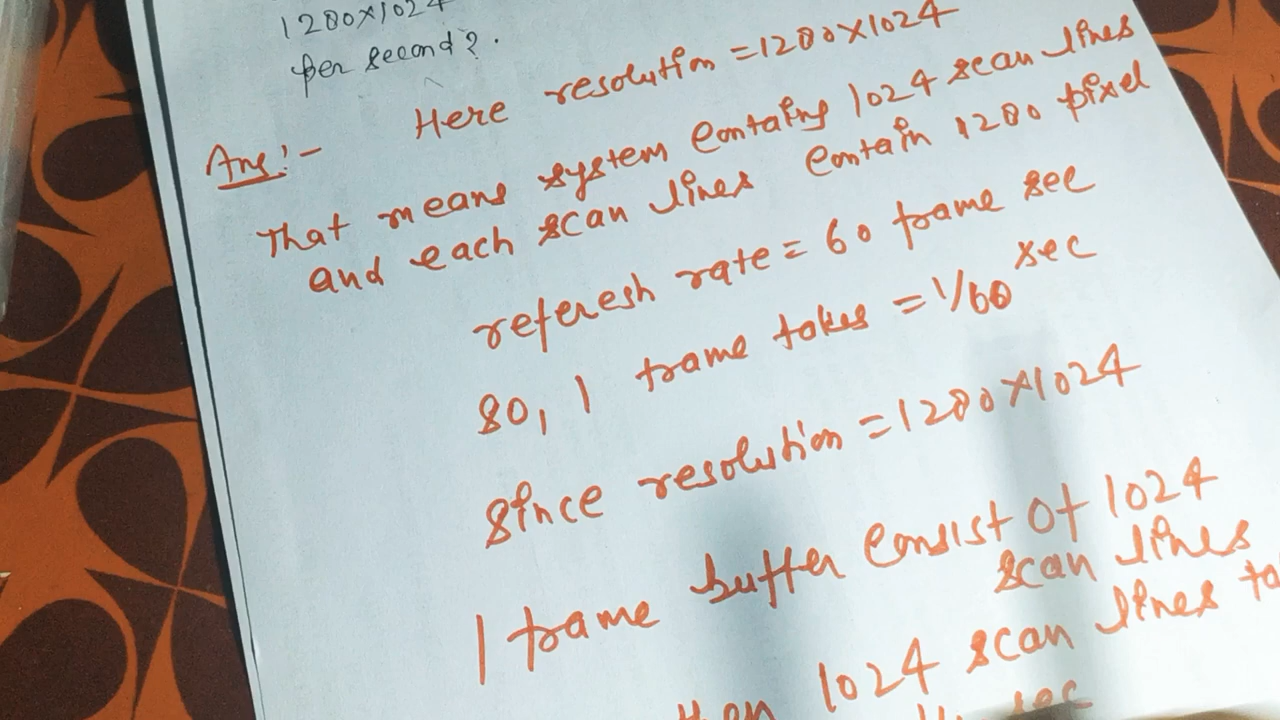 1280×1024
per second?
Ans:- Here resolution = 1280×1024
That means system contains 1024 scan lines
and each scan lines contain 1280 pixel
referesh rate = 60 frame sec
so, 1 frame takes = 1/60 sec
Since resolution = 1280×1024
1 frame buffer consist of 1024
scan lines
1024 scan lines
sec